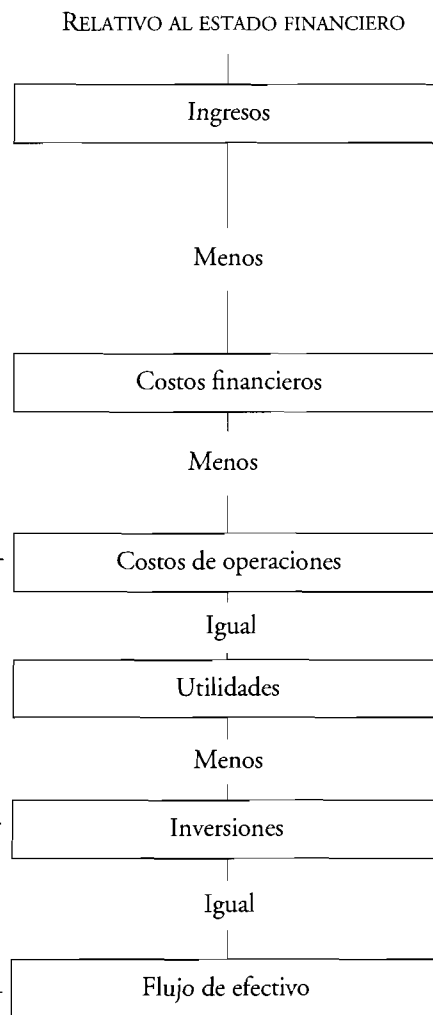 RELATIVO AL ESTADO FINANCIERO
Ingresos
Menos
Costos financieros
Menos
Costos de operaciones
Igual
Utilidades
Menos
Inversiones
Igual
Flujo de efectivo